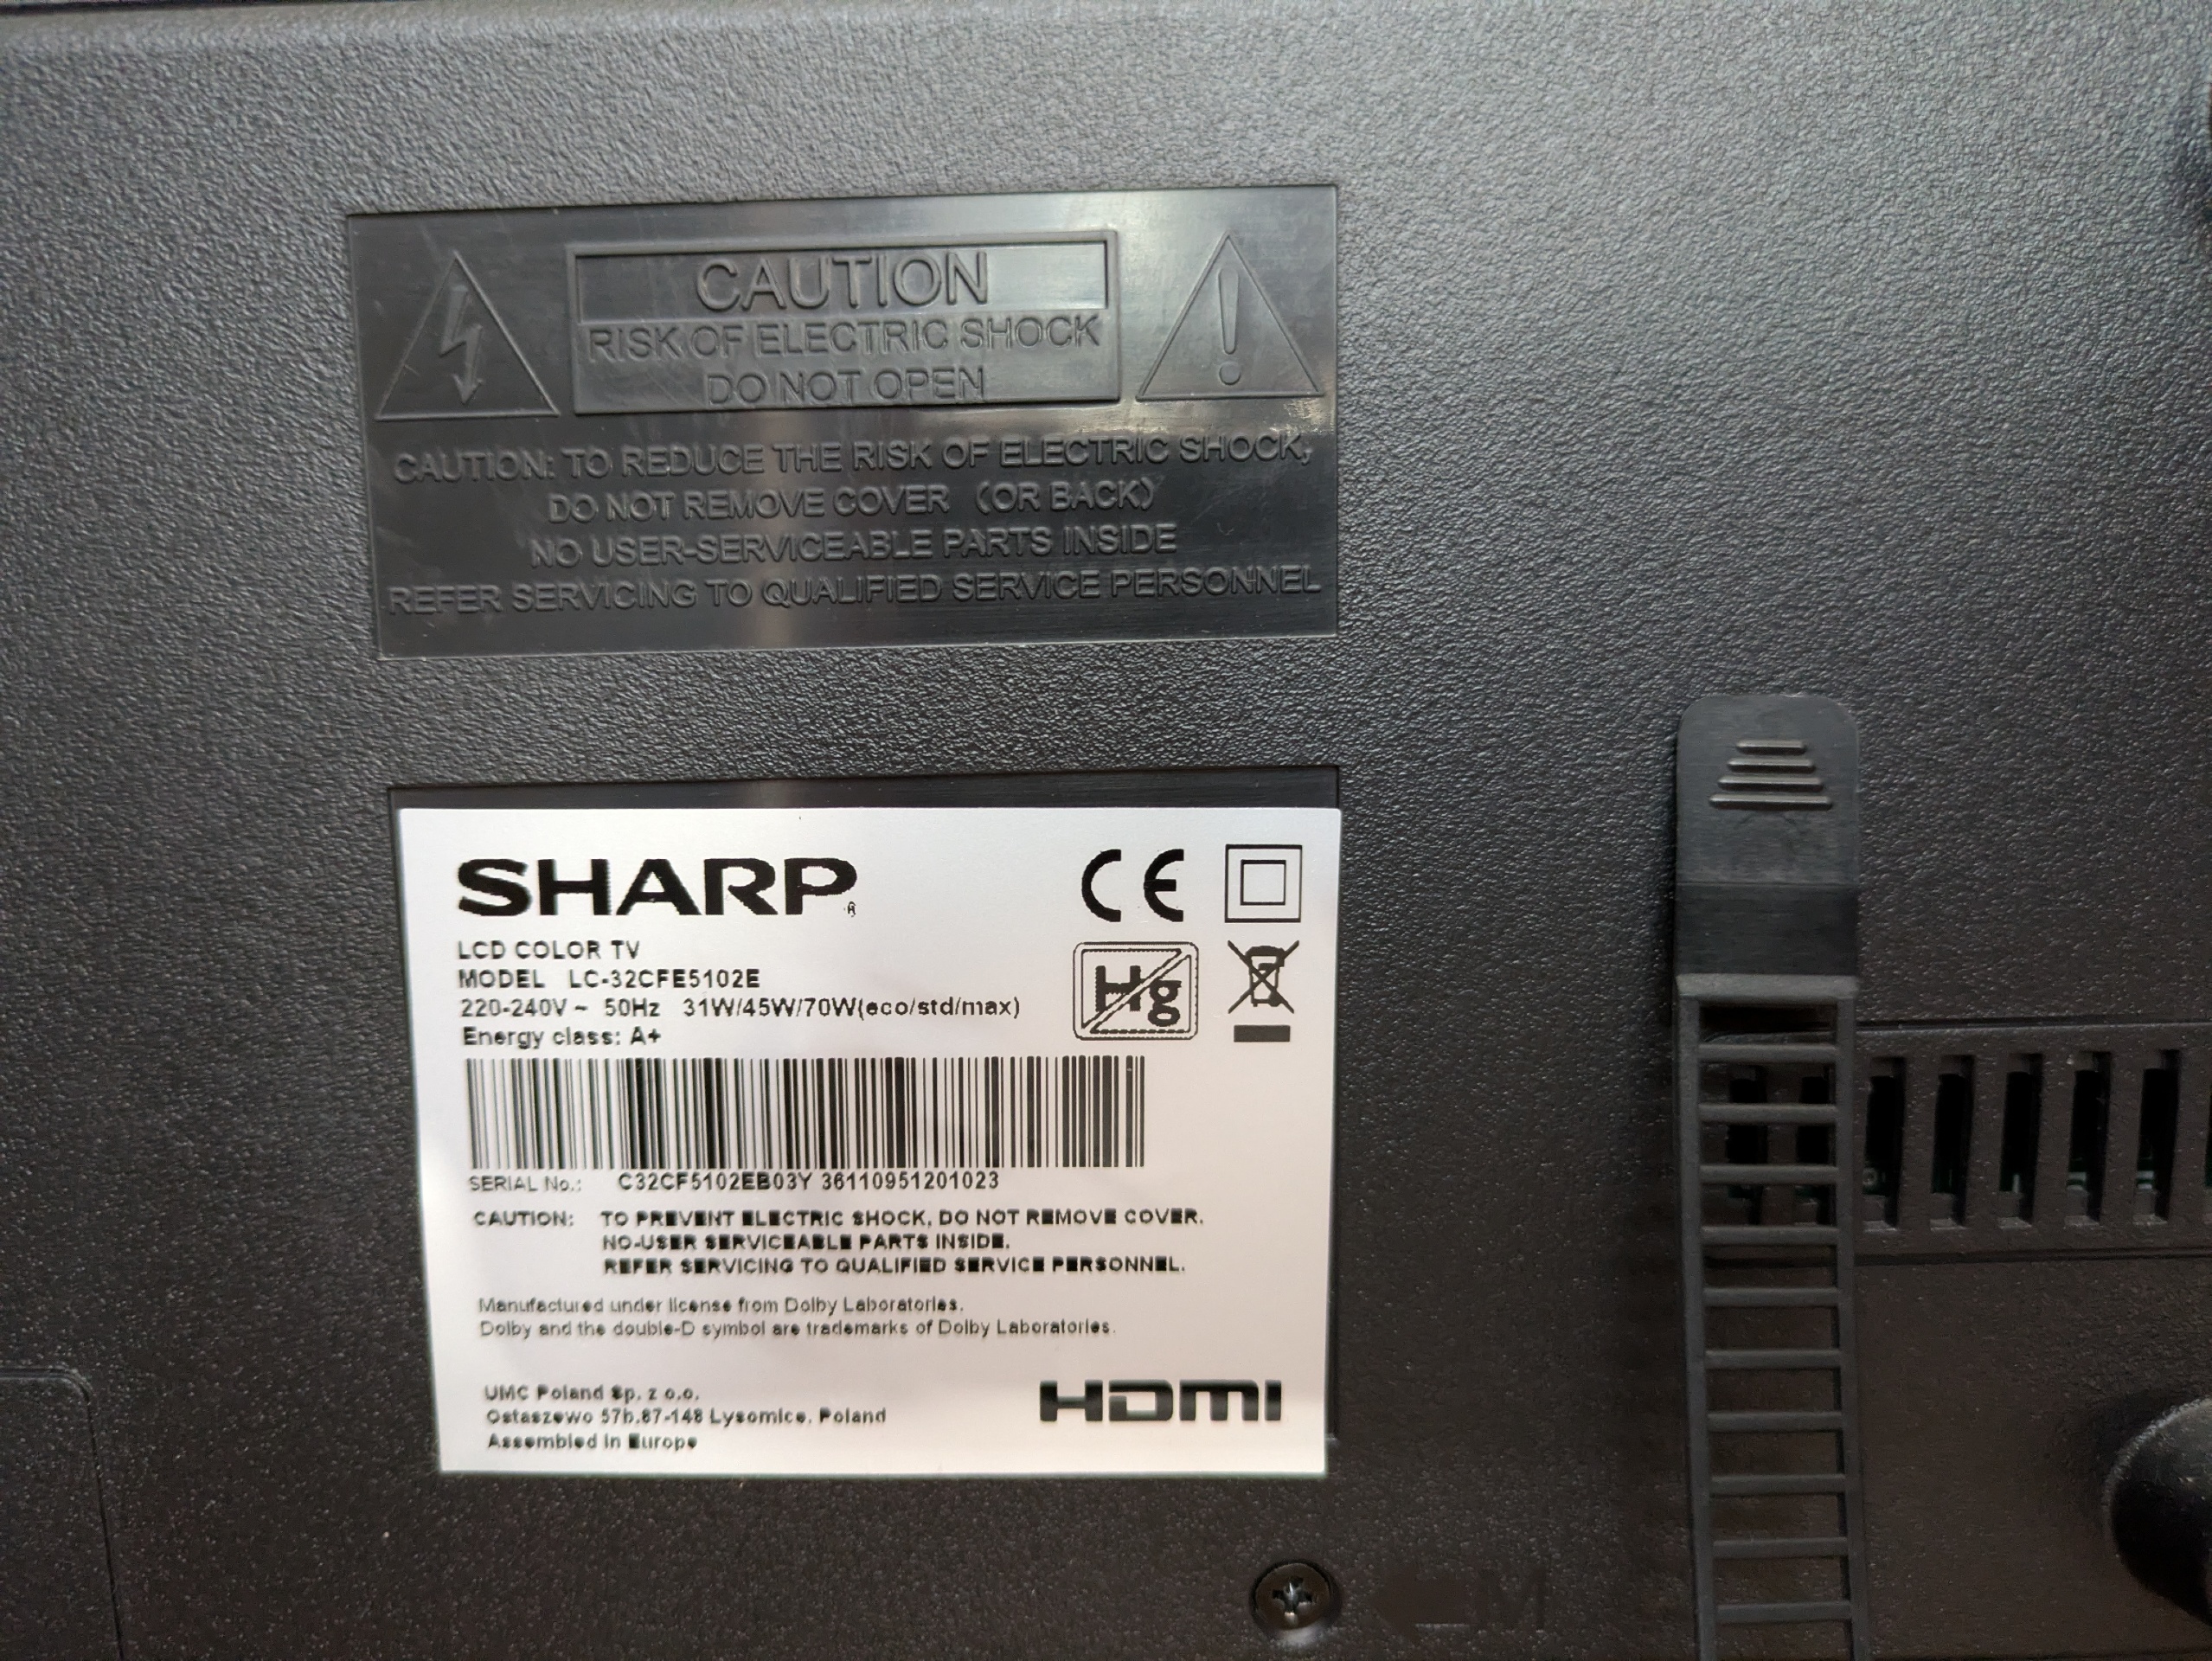 CAUTION
RISK OF ELECTRIC SHOCK
DO NOT OPEN
CAUTION: TO REDUCE THE RISK OF ELECTRIC SHOCK,
DO NOT REMOVE COVER (OR BACK)
NO USER-SERVICEABLE PARTS INSIDE
REFER SERVICING TO QUALIFIED SERVICE PERSONNEL
SHARP®
CE
LCD COLOR TV
MODEL LC-32CFE5102E
220-240V ~ 50Hz 31W/45W/70W(eco/std/max)
Energy class: A+
Hg
SERIAL No.: C32CF5102EB03Y 36110951201023
CAUTION: TO PREVENT ELECTRIC SHOCK, DO NOT REMOVE COVER.
NO-USER SERVICEABLE PARTS INSIDE.
REFER SERVICING TO QUALIFIED SERVICE PERSONNEL.
Manufactured under license from Dolby Laboratories.
Dolby and the double-D symbol are trademarks of Dolby Laboratories.
UMC Poland Sp. z o.o.
Ostaszewo 57b.87-148 Lysomice, Poland
Assembled in Europe
HDMI
M